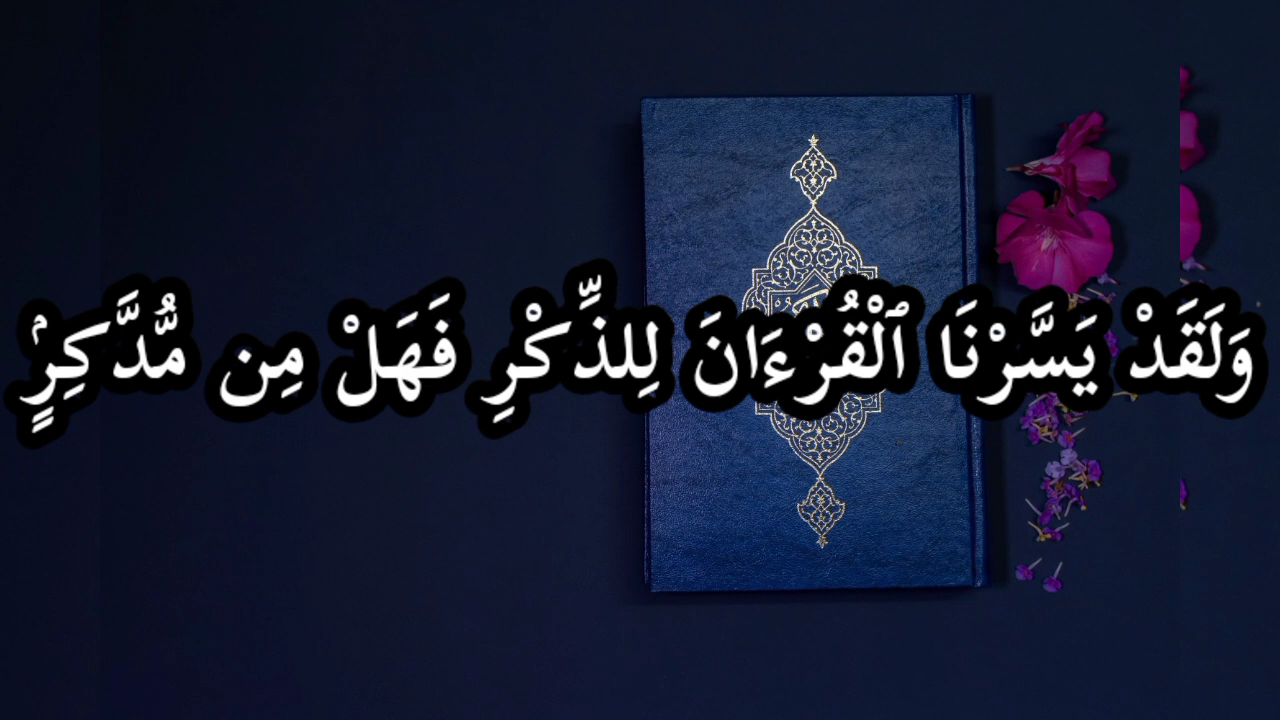 وَلَقَدْ يَسَّرْنَا ٱلْقُرْءَانَ لِلذِّكْرِ فَهَلْ مِن مُّدَّكِرٍۢ